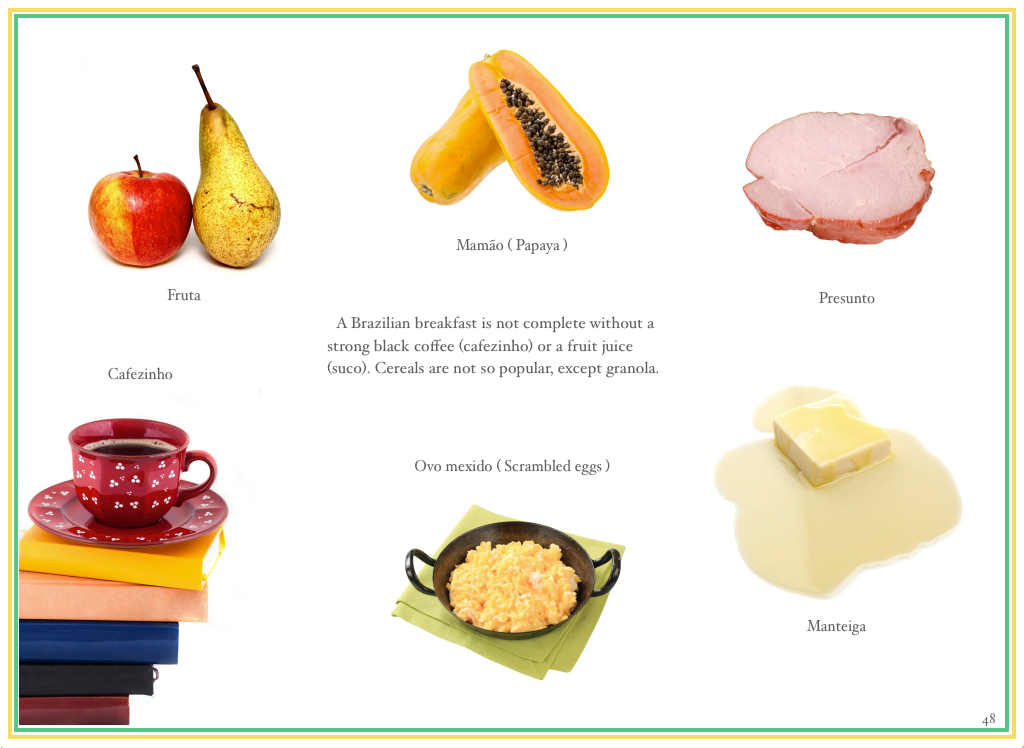 Mamão ( Papaya )
Fruta
Presunto
A Brazilian breakfast is not complete without a
strong black coffee (cafezinho) or a fruit juice
(suco). Cereals are not so popular, except granola.
Cafezinho
Ovo mexido ( Scrambled eggs )
Manteiga
48